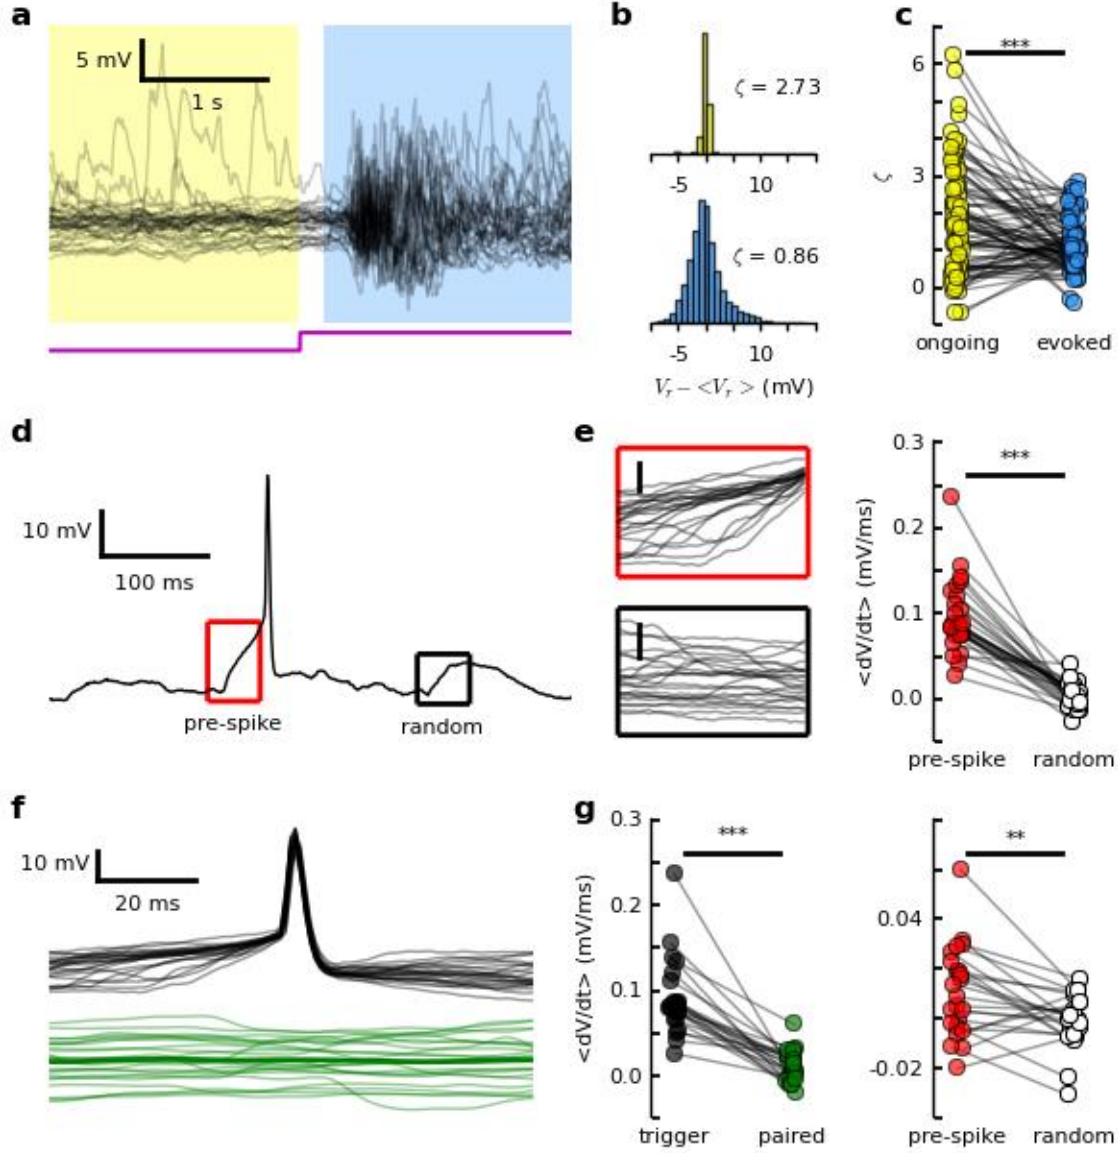 a
5 mV
1 s
b
ζ = 2.73
-5 10
ζ = 0.86
-5 10
V_r − <V_r> (mV)
c
***
6
3
0
ζ
ongoing evoked
d
10 mV
100 ms
pre-spike random
e
0.3
0.2
0.1
0.0
<dV/dt> (mV/ms)
***
pre-spike random
f
10 mV
20 ms
g
0.3
0.2
0.1
0.0
<dV/dt> (mV/ms)
***
trigger paired
**
0.04
-0.02
pre-spike random